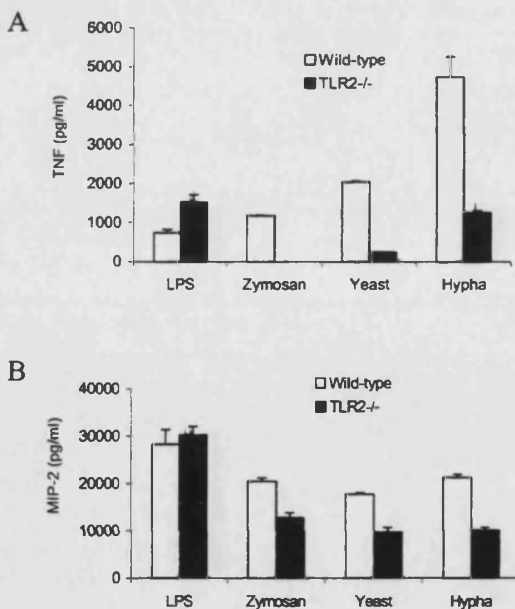 A
6000
5000
4000
3000
2000
1000
0
TNF (pg/ml)
Wild-type
TLR2-/-
LPS Zymosan Yeast Hypha
B
40000
30000
20000
10000
0
MIP-2 (pg/ml)
Wild-type
TLR2-/-
LPS Zymosan Yeast Hypha